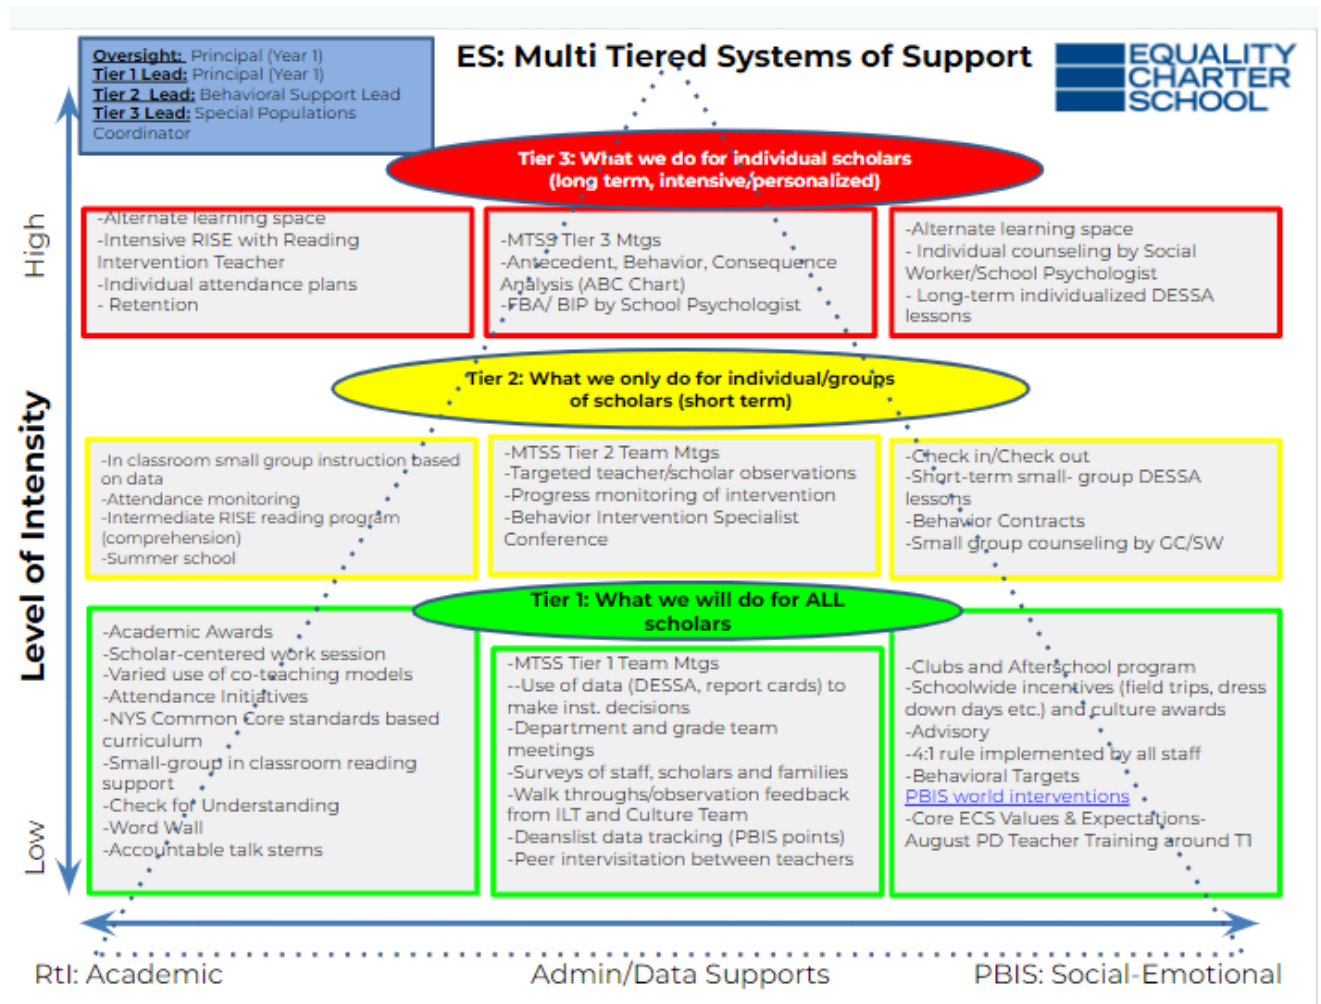 ES: Multi Tiered Systems of Support
EQUALITY
CHARTER
SCHOOL
Oversight: Principal (Year 1)
Tier 1 Lead: Principal (Year 1)
Tier 2 Lead: Behavioral Support Lead
Tier 3 Lead: Special Populations
Coordinator
Level of Intensity
High
Low
Tier 3: What we do for individual scholars
(long term, intensive/personalized)
-Alternate learning space
-Intensive RISE with Reading
Intervention Teacher
-Individual attendance plans
- Retention
-MTSS Tier 3 Mtgs
-Antecedent, Behavior, Consequence
Analysis (ABC Chart)
-FBA/ BIP by School Psychologist
-Alternate learning space
- Individual counseling by Social
Worker/School Psychologist
- Long-term individualized DESSA
lessons
Tier 2: What we only do for individual/groups
of scholars (short term)
-In classroom small group instruction based
on data
-Attendance monitoring
-Intermediate RISE reading program
(comprehension)
-Summer school
-MTSS Tier 2 Team Mtgs
-Targeted teacher/scholar observations
-Progress monitoring of intervention
-Behavior Intervention Specialist
Conference
-Check in/Check out
-Short-term small- group DESSA
lessons
-Behavior Contracts
-Small group counseling by GC/SW
Tier 1: What we will do for ALL
scholars
-Academic Awards
-Scholar-centered work session
-Varied use of co-teaching models
-Attendance Initiatives
-NYS Common Core standards based
curriculum
-Small-group in classroom reading
support
-Check for Understanding
-Word Wall
-Accountable talk stems
-MTSS Tier 1 Team Mtgs
--Use of data (DESSA, report cards) to
make inst. decisions
-Department and grade team
meetings
-Surveys of staff, scholars and families
-Walk throughs/observation feedback
from ILT and Culture Team
-Deanslist data tracking (PBIS points)
-Peer intervisitation between teachers
-Clubs and Afterschool program
-Schoolwide incentives (field trips, dress
down days etc.) and culture awards
-Advisory
-4:1 rule implemented by all staff
-Behavioral Targets
PBIS world interventions
-Core ECS Values & Expectations-
August PD Teacher Training around T1
RtI: Academic
Admin/Data Supports
PBIS: Social-Emotional